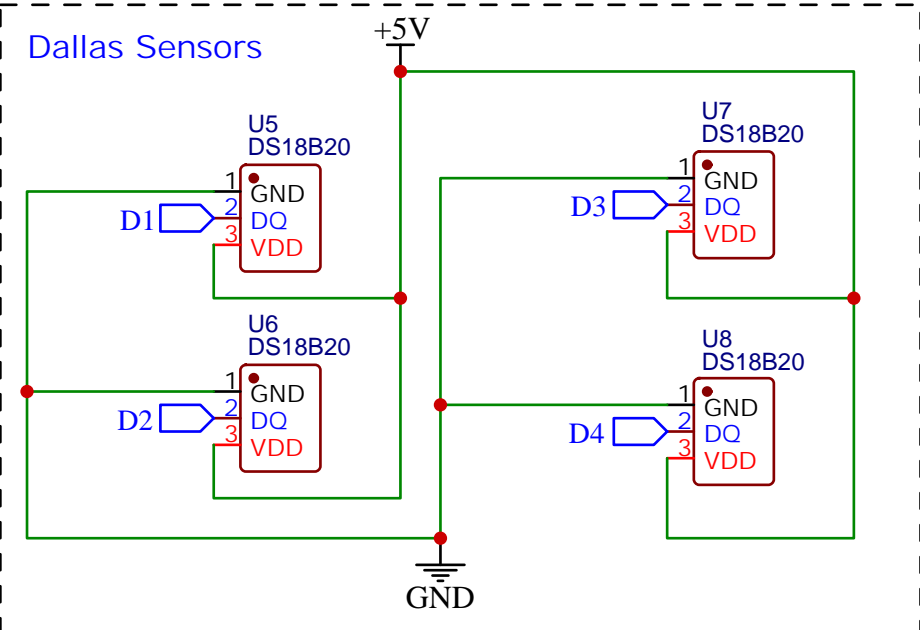 Dallas Sensors
+5V
U5
DS18B20
1 GND
D1 2 DQ
3 VDD
U6
DS18B20
1 GND
D2 2 DQ
3 VDD
U7
DS18B20
1 GND
D3 2 DQ
3 VDD
U8
DS18B20
1 GND
D4 2 DQ
3 VDD
GND